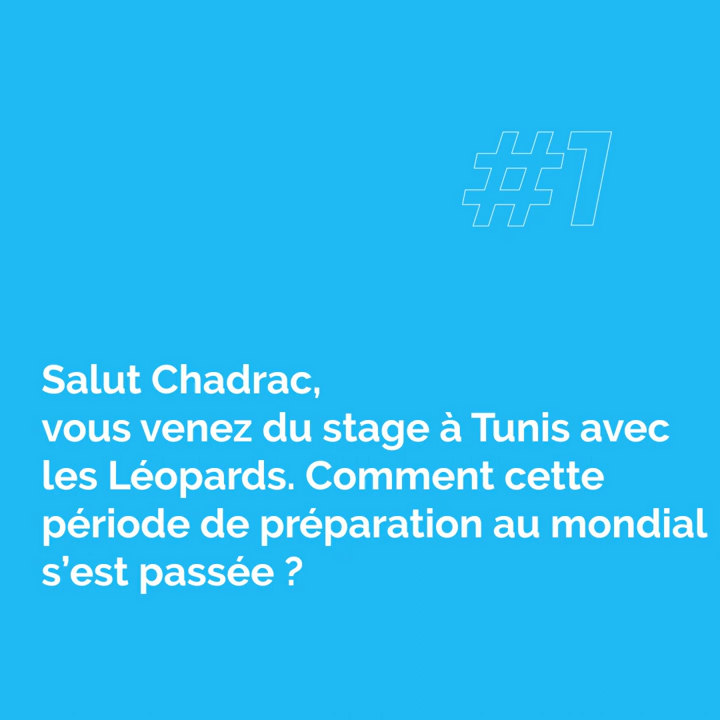 #1
Salut Chadrac,
vous venez du stage à Tunis avec
les Léopards. Comment cette
période de préparation au mondial
s’est passée ?